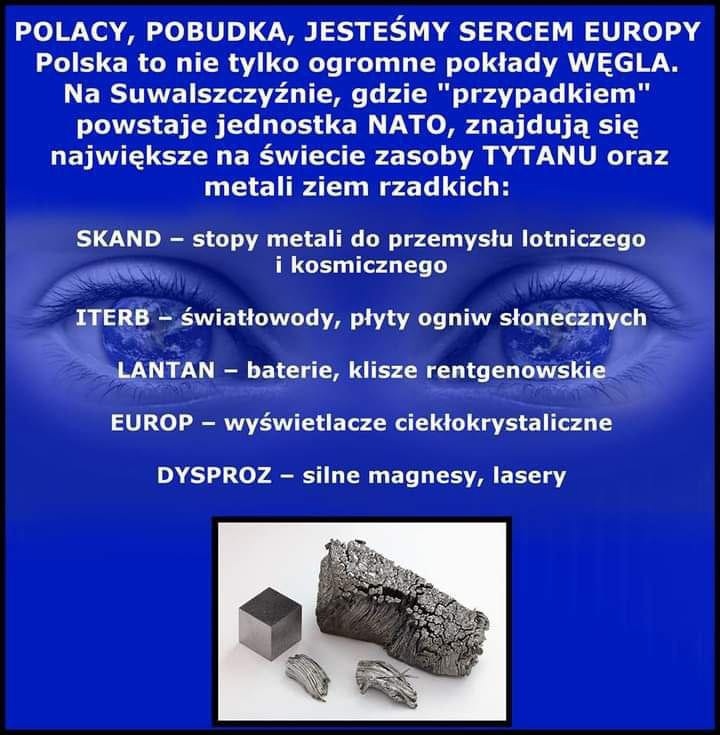 POLACY, POBUDKA, JESTEŚMY SERCEM EUROPY
Polska to nie tylko ogromne pokłady WĘGLA.
Na Suwalszczyźnie, gdzie "przypadkiem"
powstaje jednostka NATO, znajdują się
największe na świecie zasoby TYTANU oraz
metali ziem rzadkich:
SKAND – stopy metali do przemysłu lotniczego
i kosmicznego
ITERB – światłowody, płyty ogniw słonecznych
LANTAN – baterie, klisze rentgenowskie
EUROP – wyświetlacze ciekłokrystaliczne
DYSPROZ – silne magnesy, lasery